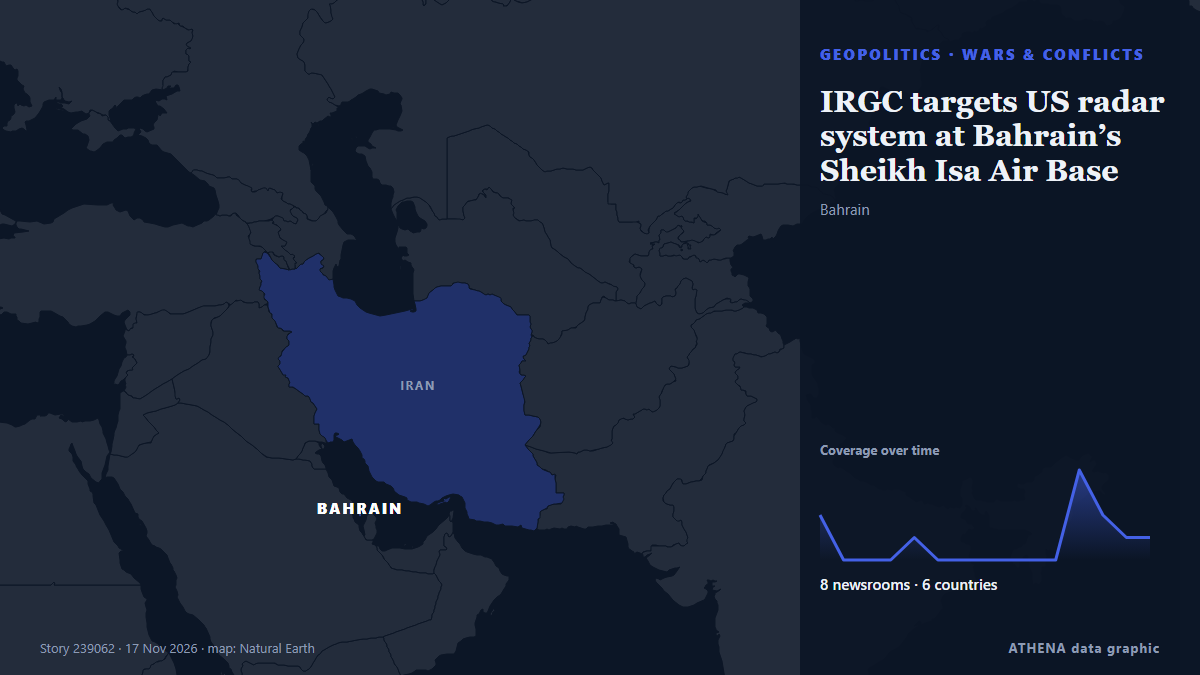 GEOPOLITICS · WARS & CONFLICTS
IRGC targets US radar
system at Bahrain’s
Sheikh Isa Air Base
Bahrain
IRAN
BAHRAIN
Coverage over time
8 newsrooms · 6 countries
Story 239062 · 17 Nov 2026 · map: Natural Earth
ATHENA data graphic